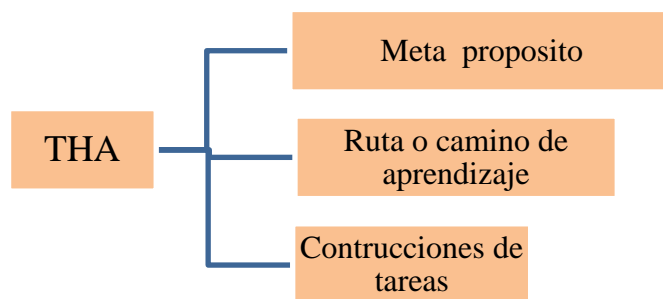 Meta proposito
THA
Ruta o camino de
aprendizaje
Contrucciones de
tareas